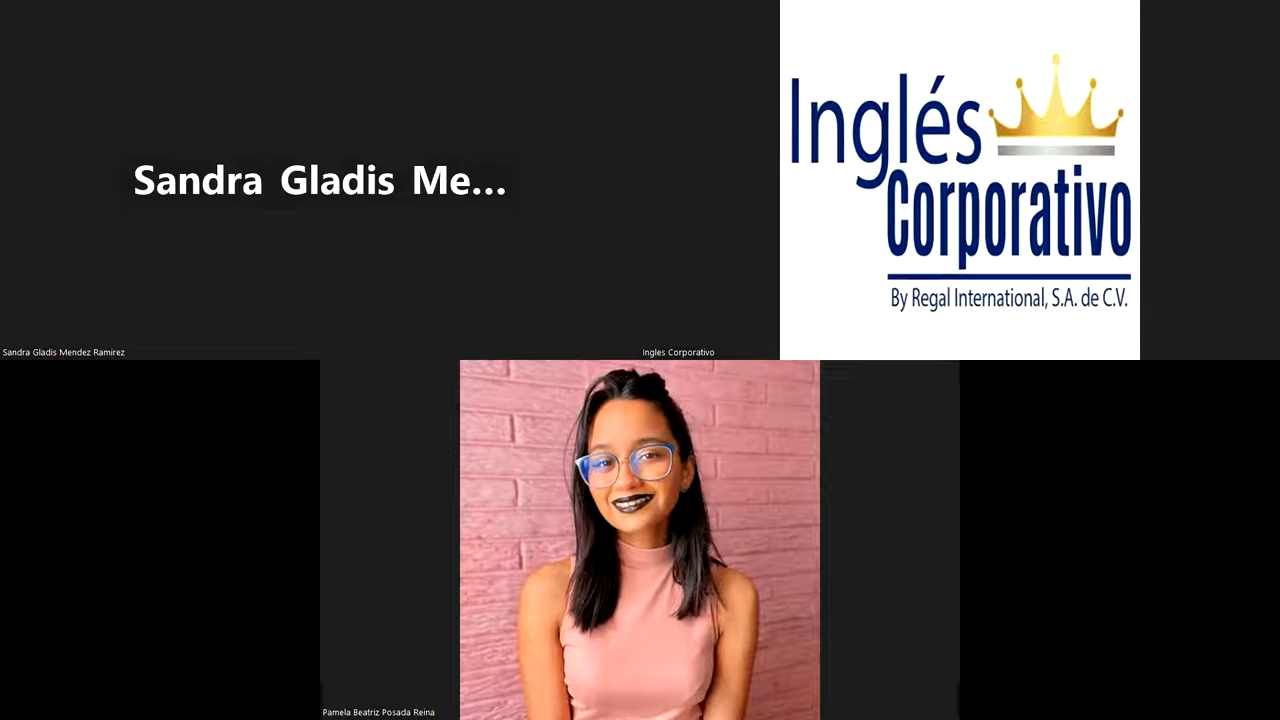 Sandra Gladis Me...
Inglés
Corporativo
By Regal International, S.A. de C.V.
Sandra Gladis Mendez Ramirez
Ingles Corporativo
Pamela Beatriz Posada Reina